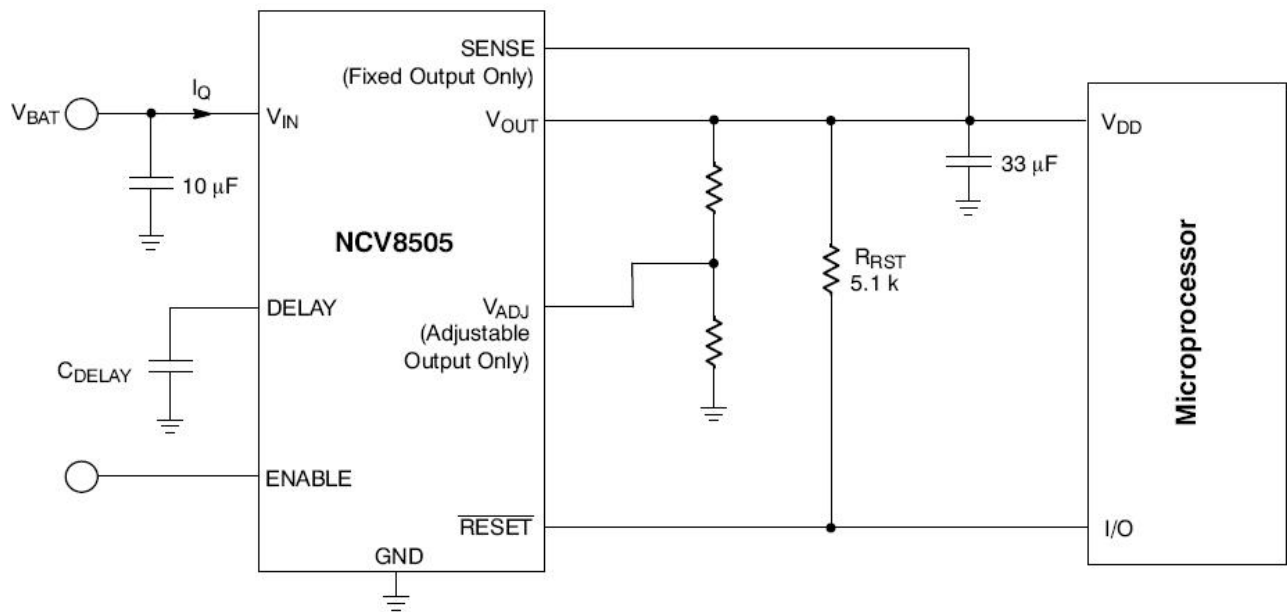 SENSE
(Fixed Output Only)
I_Q
V_BAT
V_IN
V_OUT
V_DD
10 μF
33 μF
NCV8505
R_RST
5.1 k
DELAY
V_ADJ
(Adjustable
Output Only)
C_DELAY
Microprocessor
ENABLE
RESET
I/O
GND